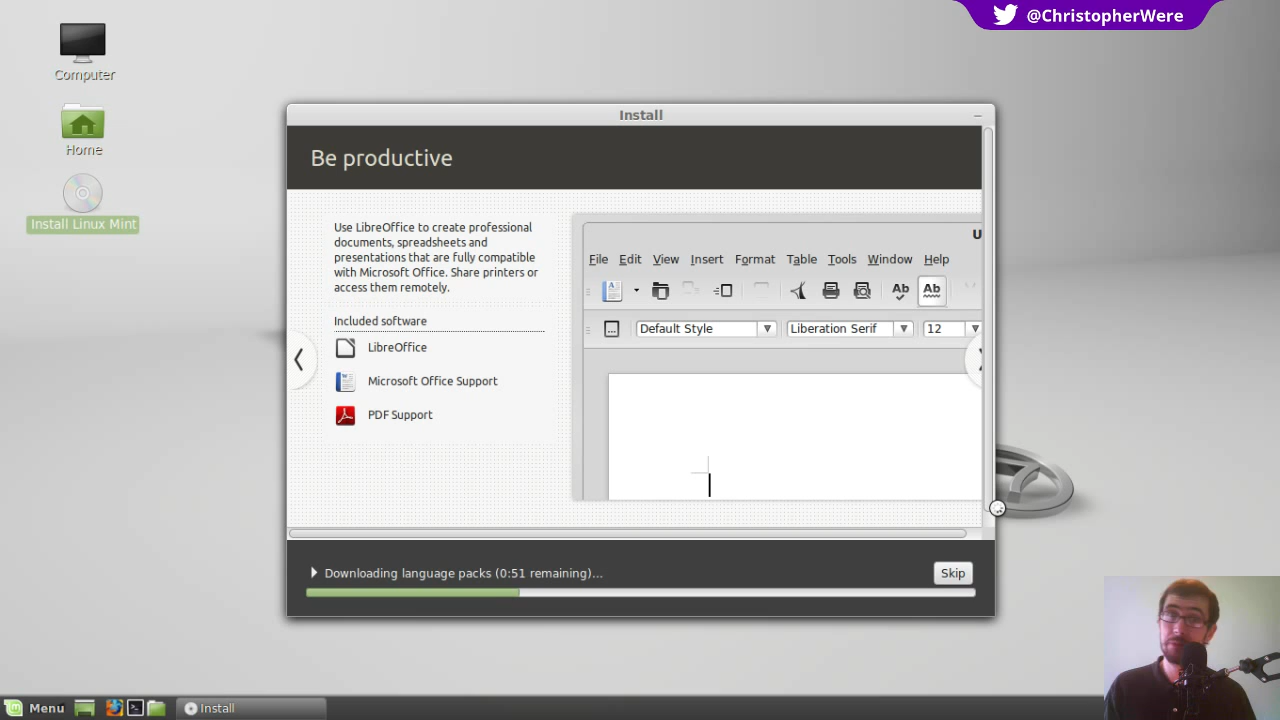 @ChristopherWere
Computer
Home
Install Linux Mint
Install
Be productive
Use LibreOffice to create professional
documents, spreadsheets and
presentations that are fully compatible
with Microsoft Office. Share printers or
access them remotely.
Included software
LibreOffice
Microsoft Office Support
PDF Support
U
File Edit View Insert Format Table Tools Window Help
Ab Ab
Default Style Liberation Serif 12
Downloading language packs (0:51 remaining)...
Skip
Menu Install